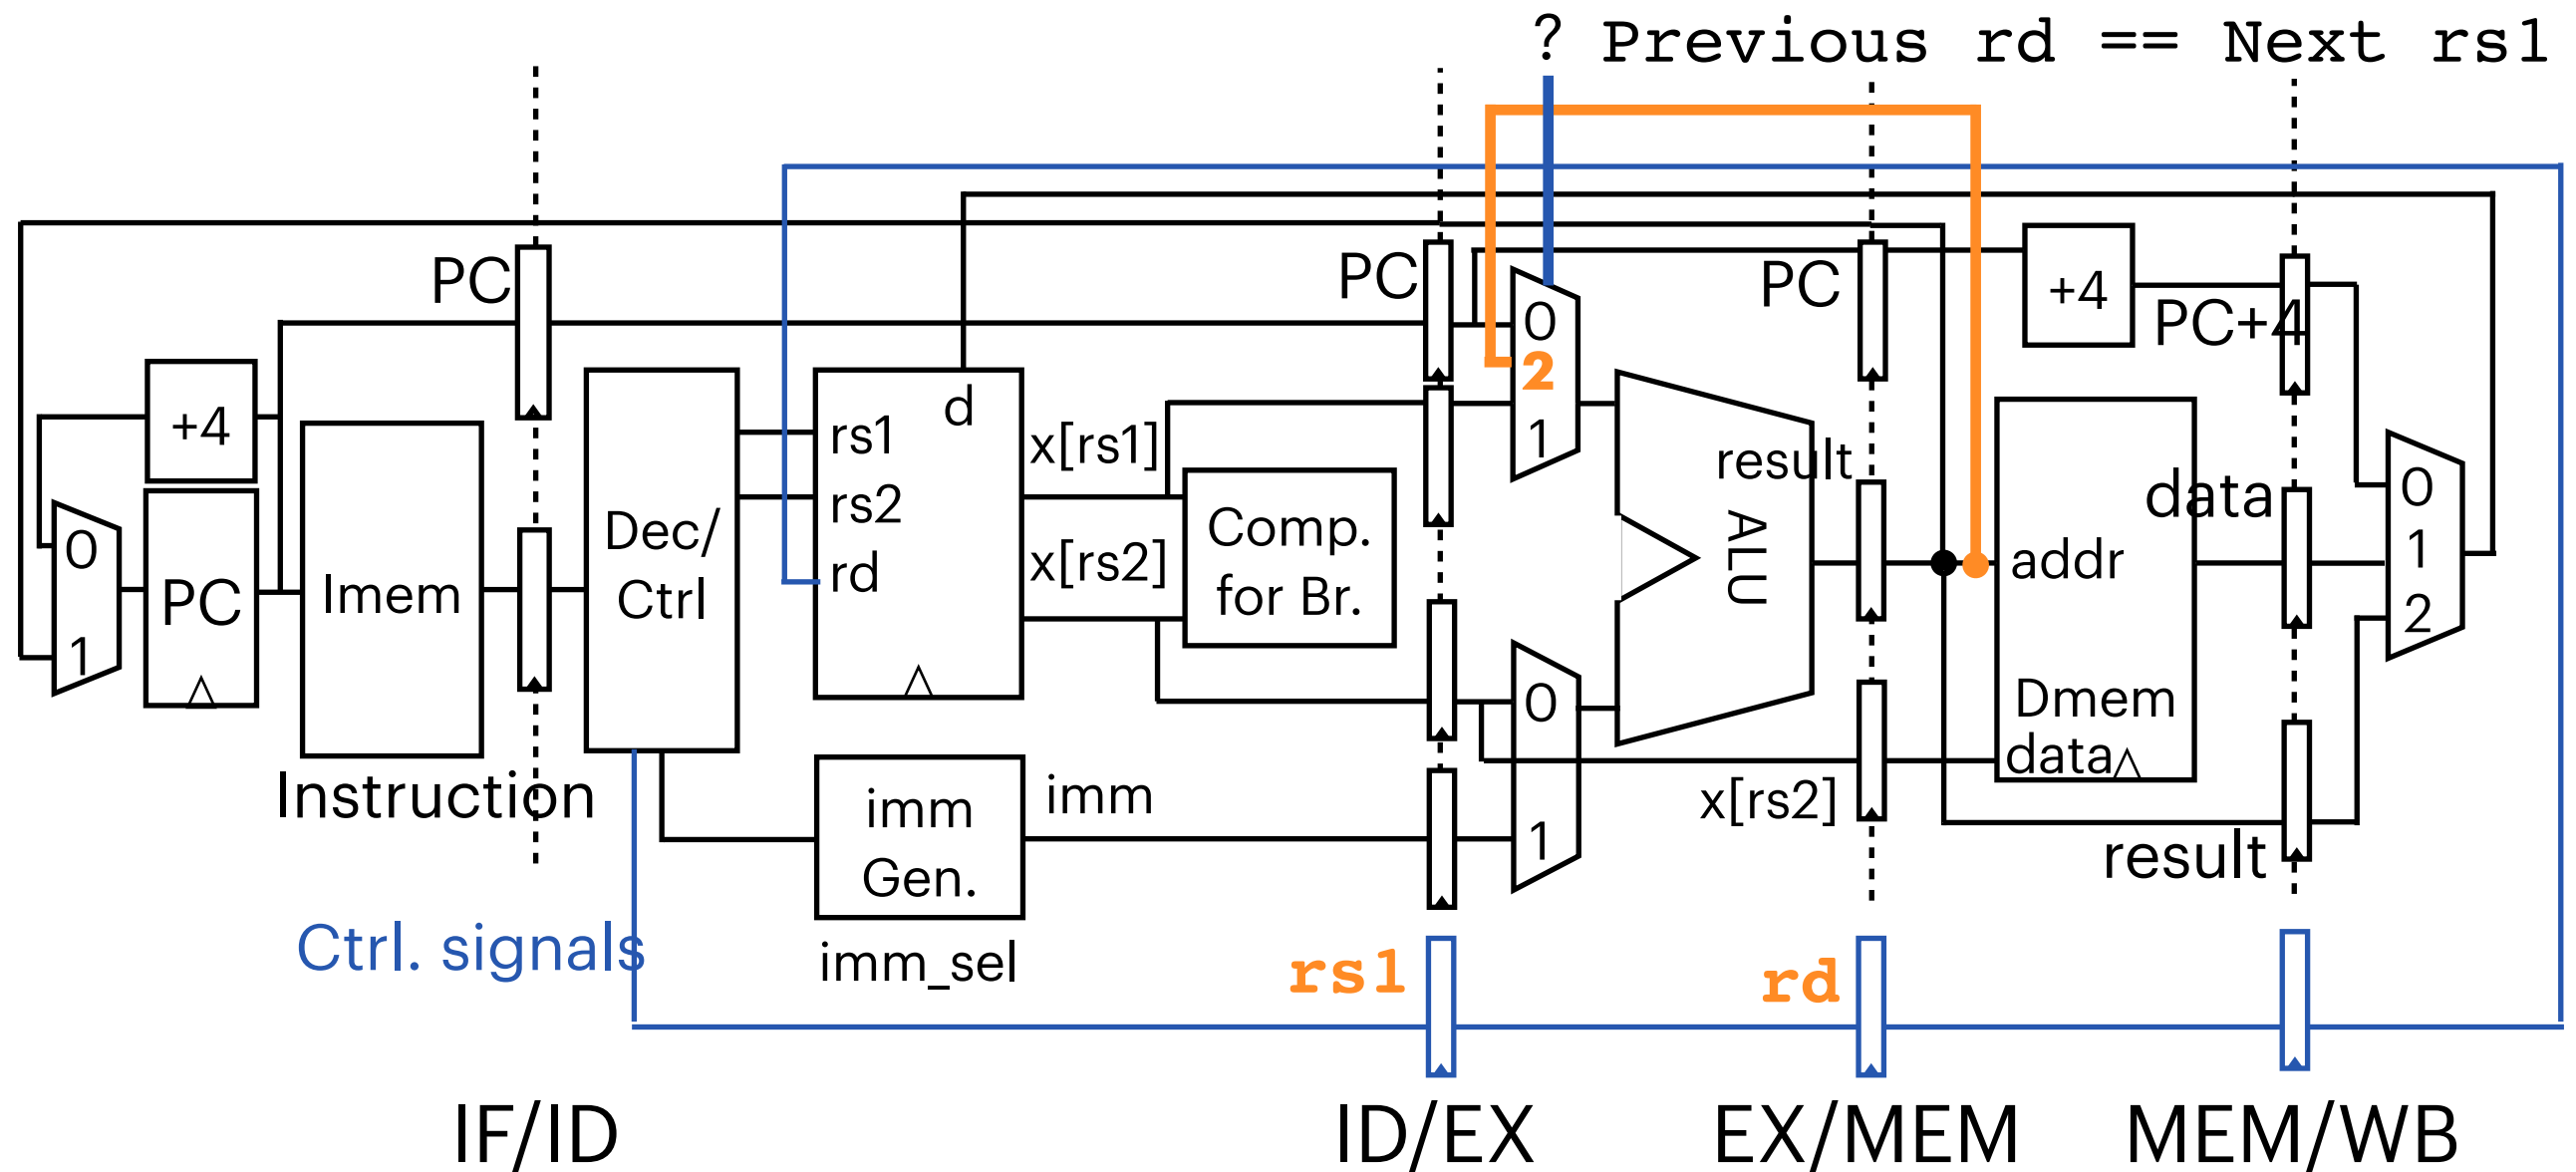 ? Previous rd == Next rs1
PC
PC
PC
+4
PC+4
0
2
1
+4
d
rs1
rs2
rd
x[rs1]
x[rs2]
result
ALU
data
0
1
2
0
1
PC
Imem
Dec/
Ctrl
Comp.
for Br.
addr
Dmem
data
0
1
Instruction
imm
Gen.
imm
x[rs2]
result
Ctrl. signals
imm_sel
rs1
rd
IF/ID
ID/EX
EX/MEM
MEM/WB